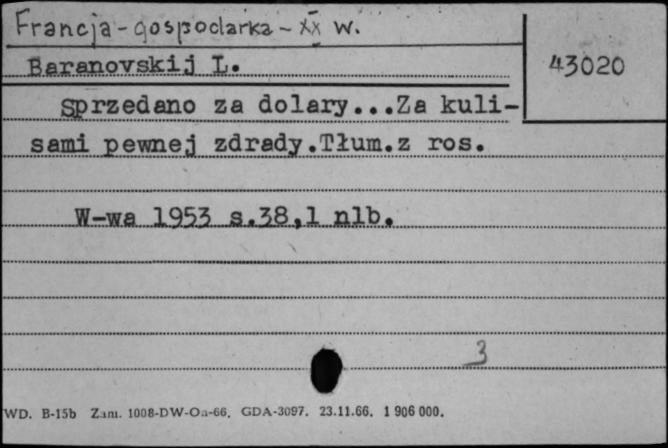 Francja - gospodarka - XX w.
43020
Baranovskij L.
Sprzedano za dolary...Za kuli-
sami pewnej zdrady.Tłum.z ros.
W-wa 1953 s.38,1 nlb.
3
WD. B-15b Zam. 1008-DW-Oa-66. GDA-3097. 23.11.66. 1 906 000.